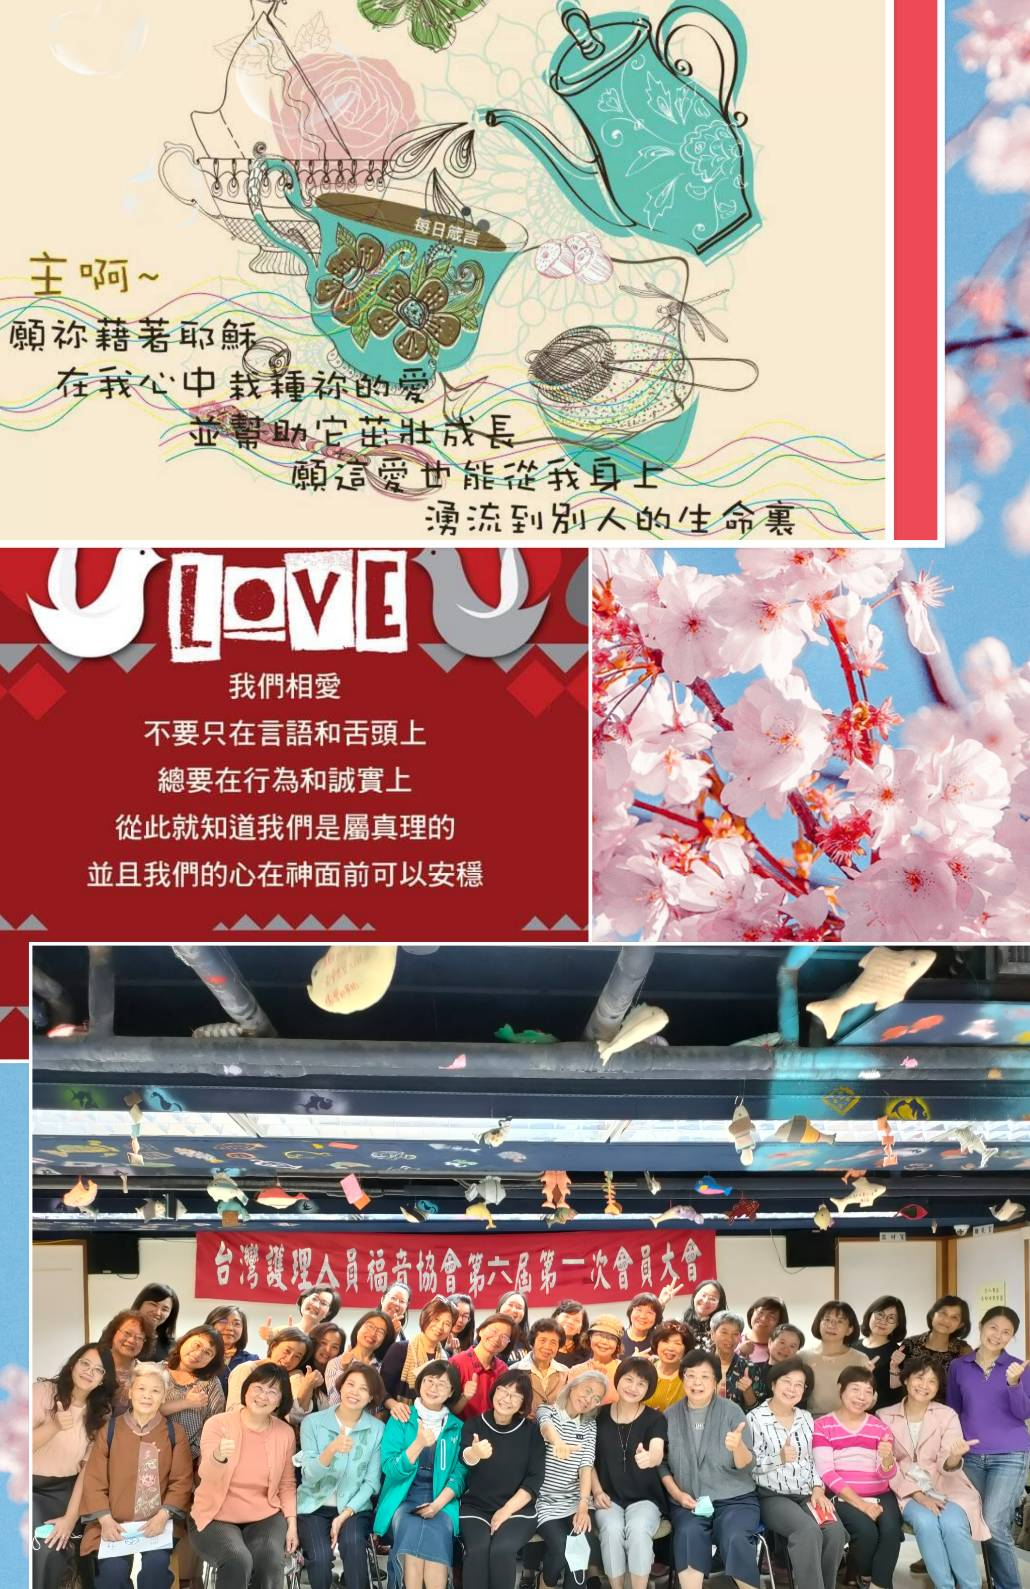 每日箴言
主啊~
願祢藉著耶穌
在我心中栽種祢的愛
並幫助它茁壯成長
願這愛也能從我身上
湧流到別人的生命裏
LOVE
我們相愛
不要只在言語和舌頭上
總要在行為和誠實上
從此就知道我們是屬真理的
並且我們的心在神面前可以安穩
台灣護理人員福音協會第六屆第一次會員大會